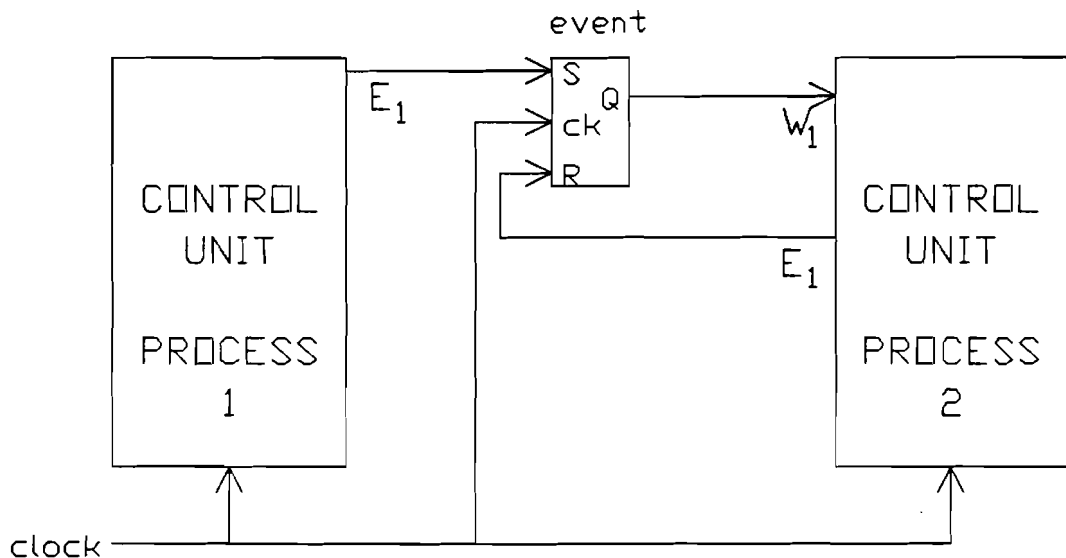 event
E1
S
Q
ck
R
W1
E1
CONTROL
UNIT
PROCESS
1
CONTROL
UNIT
PROCESS
2
clock